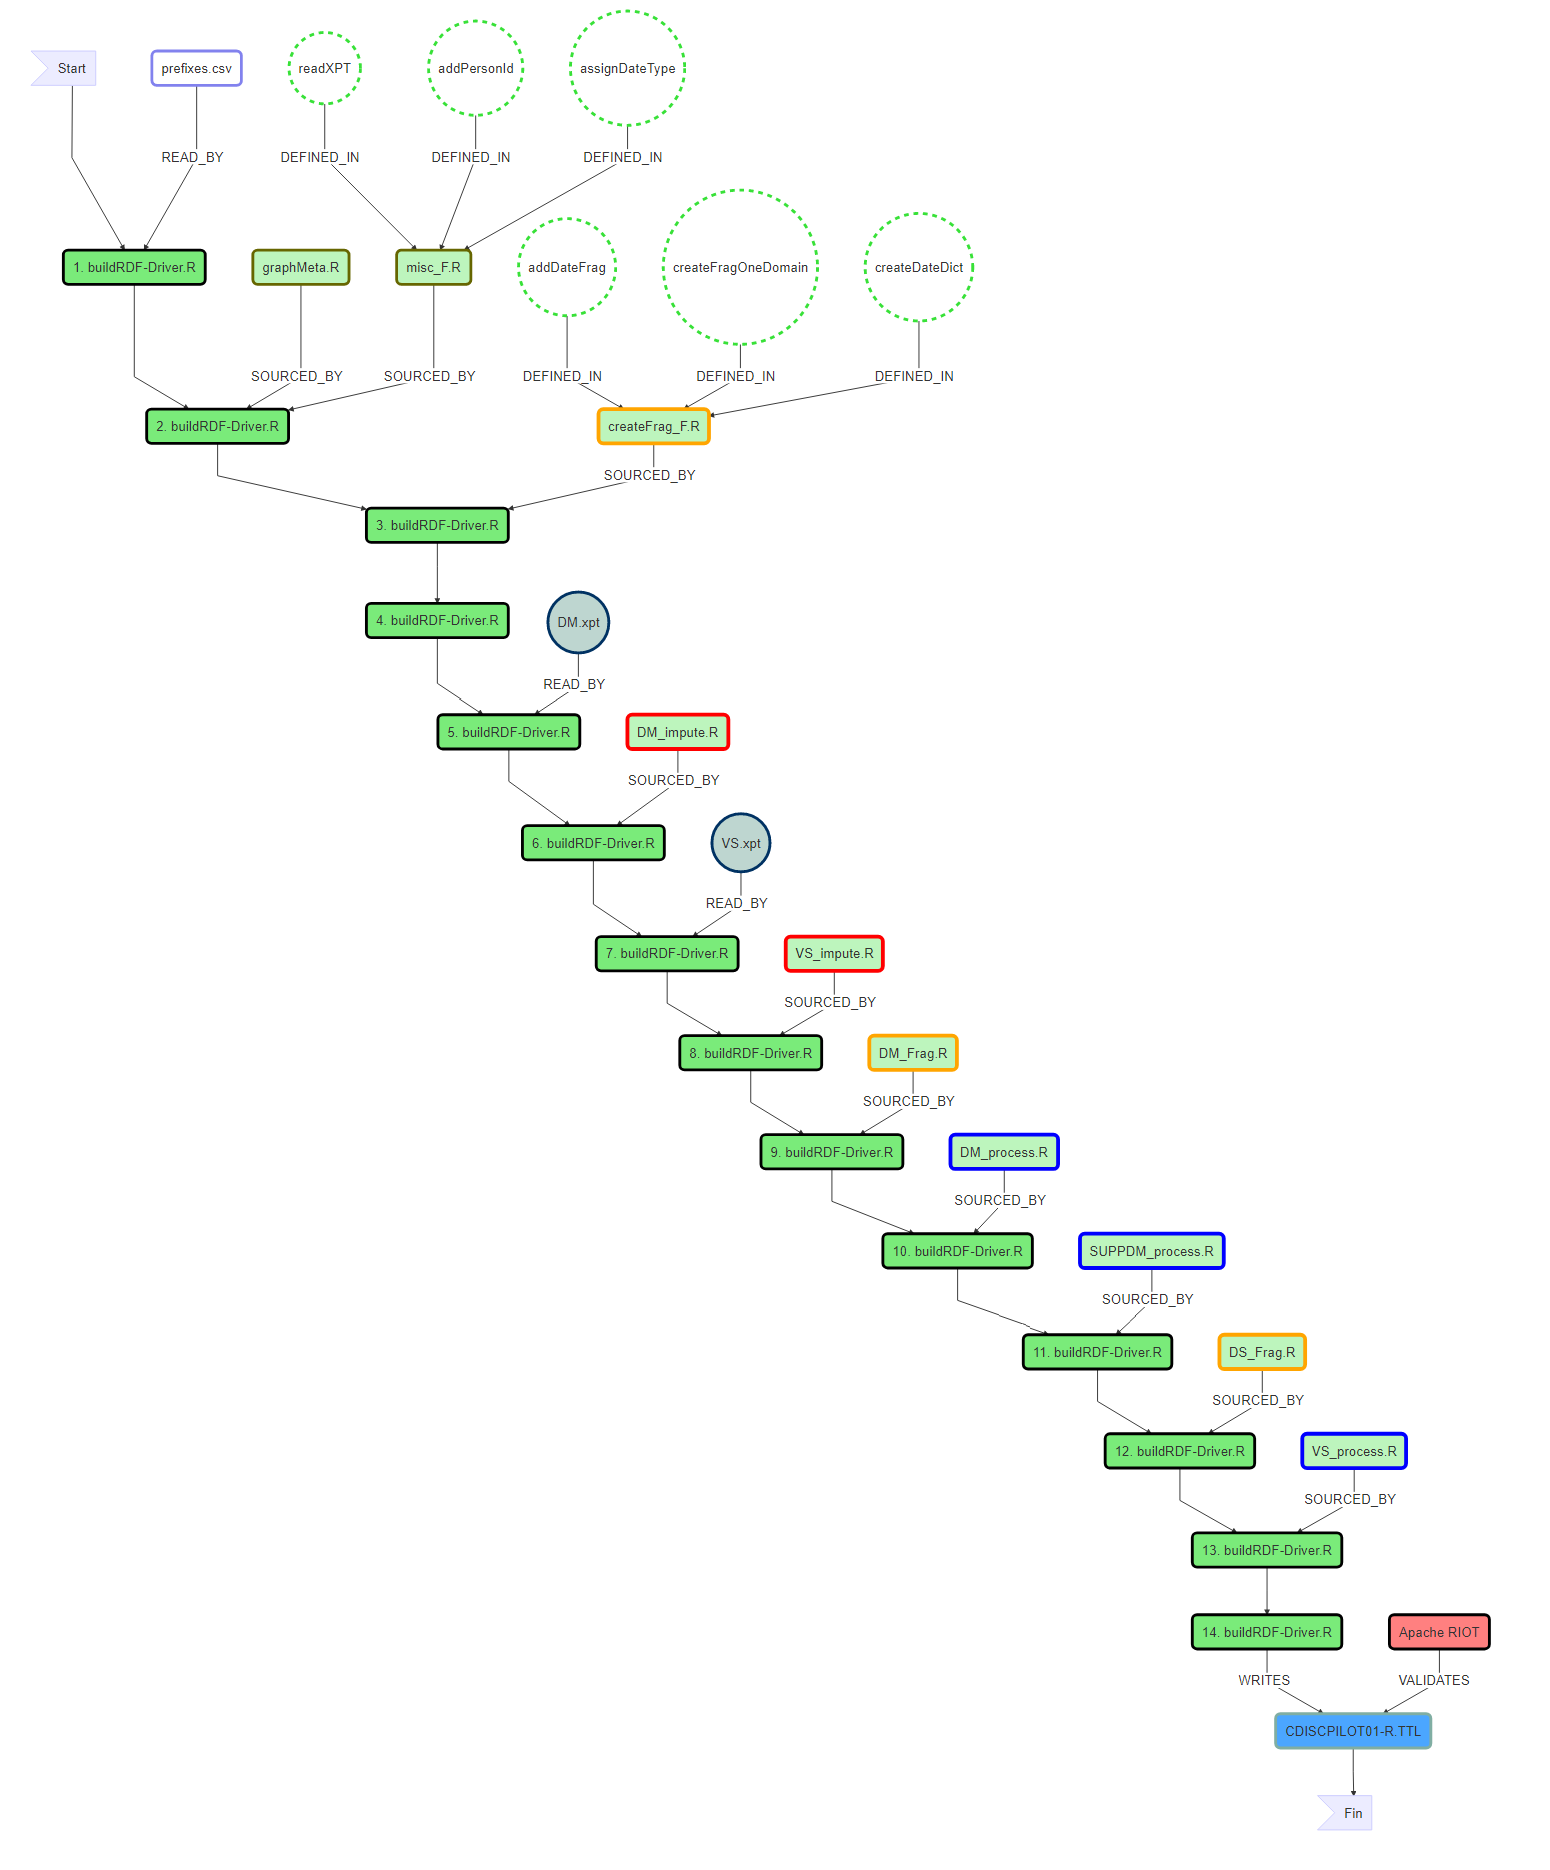 Start
prefixes.csv
readXPT
addPersonId
assignDateType
READ_BY
DEFINED_IN
DEFINED_IN
DEFINED_IN
1. buildRDF-Driver.R
graphMeta.R
misc_F.R
addDateFrag
createFragOneDomain
createDateDict
SOURCED_BY
SOURCED_BY
DEFINED_IN
DEFINED_IN
DEFINED_IN
2. buildRDF-Driver.R
createFrag_F.R
SOURCED_BY
3. buildRDF-Driver.R
4. buildRDF-Driver.R
DM.xpt
READ_BY
5. buildRDF-Driver.R
DM_impute.R
SOURCED_BY
6. buildRDF-Driver.R
VS.xpt
READ_BY
7. buildRDF-Driver.R
VS_impute.R
SOURCED_BY
8. buildRDF-Driver.R
DM_Frag.R
SOURCED_BY
9. buildRDF-Driver.R
DM_process.R
SOURCED_BY
10. buildRDF-Driver.R
SUPPDM_process.R
SOURCED_BY
11. buildRDF-Driver.R
DS_Frag.R
SOURCED_BY
12. buildRDF-Driver.R
VS_process.R
SOURCED_BY
13. buildRDF-Driver.R
14. buildRDF-Driver.R
Apache RIOT
WRITES
VALIDATES
CDISCPILOT01-R.TTL
Fin